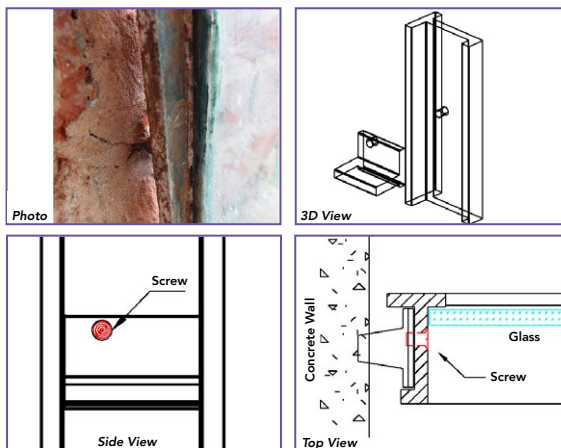 Photo
3D View
Screw
Side View
Concrete Wall
Glass
Screw
Top View